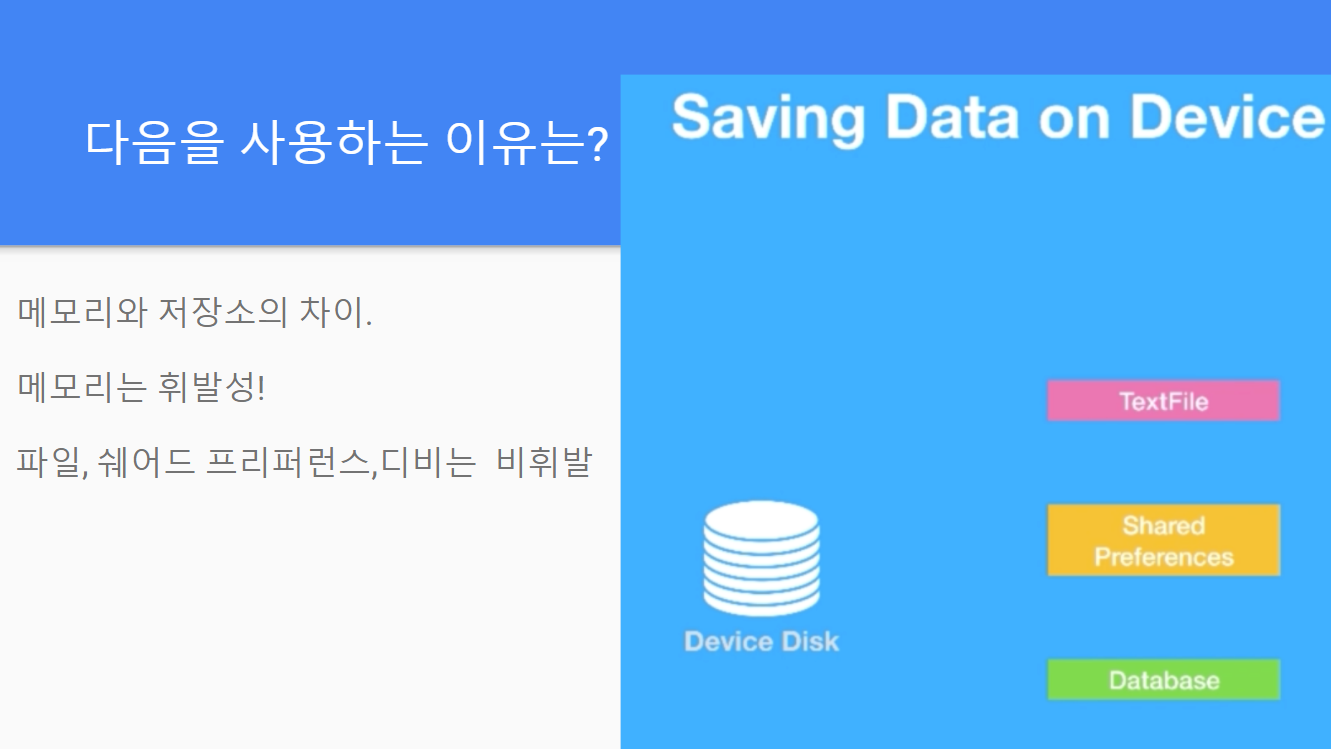 다음을 사용하는 이유는?
메모리와 저장소의 차이.
메모리는 휘발성!
파일, 쉐어드 프리퍼런스,디비는 비휘발
Saving Data on Device
TextFile
Shared
Preferences
Device Disk
Database